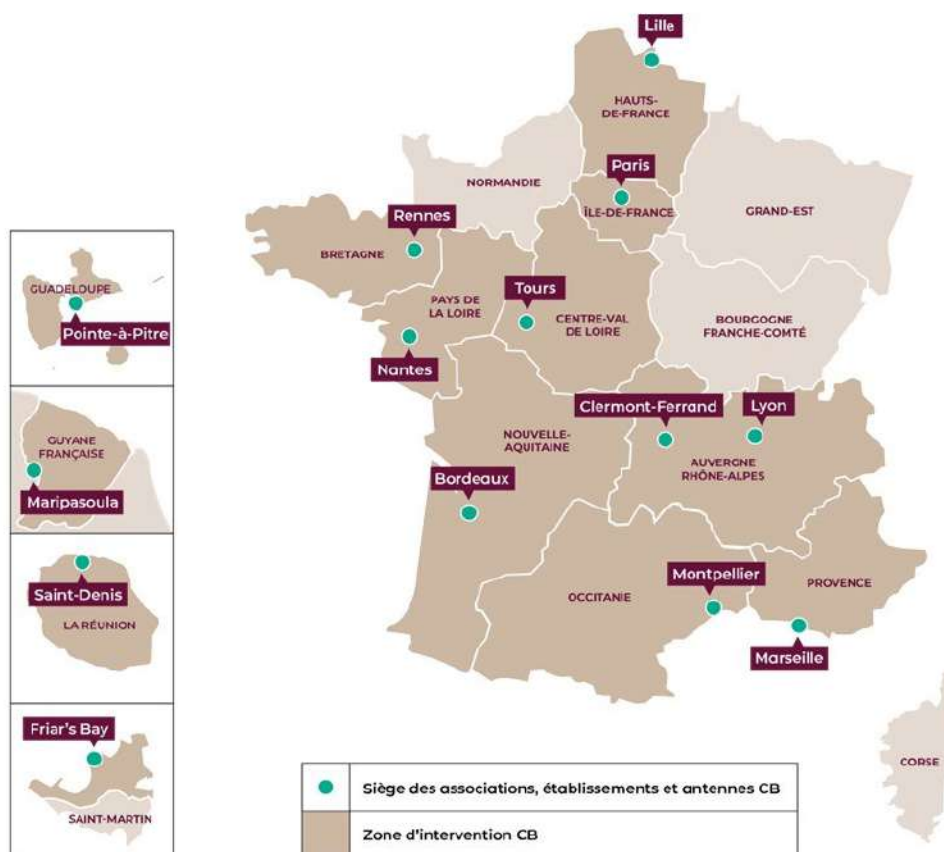 Lille
HAUTS-
DE-FRANCE
Paris
ÎLE-DE-FRANCE
NORMANDIE
GRAND-EST
Rennes
BRETAGNE
PAYS DE
LA LOIRE
Tours
CENTRE-VAL
DE LOIRE
BOURGOGNE
FRANCHE-COMTÉ
Nantes
Clermont-Ferrand
Lyon
NOUVELLE-
AQUITAINE
AUVERGNE
RHÔNE-ALPES
Bordeaux
Montpellier
OCCITANIE
PROVENCE
Marseille
CORSE
GUADELOUPE
Pointe-à-Pitre
GUYANE
FRANÇAISE
Maripasoula
Saint-Denis
LA RÉUNION
Friar's Bay
SAINT-MARTIN
Siège des associations, établissements et antennes CB
Zone d'intervention CB